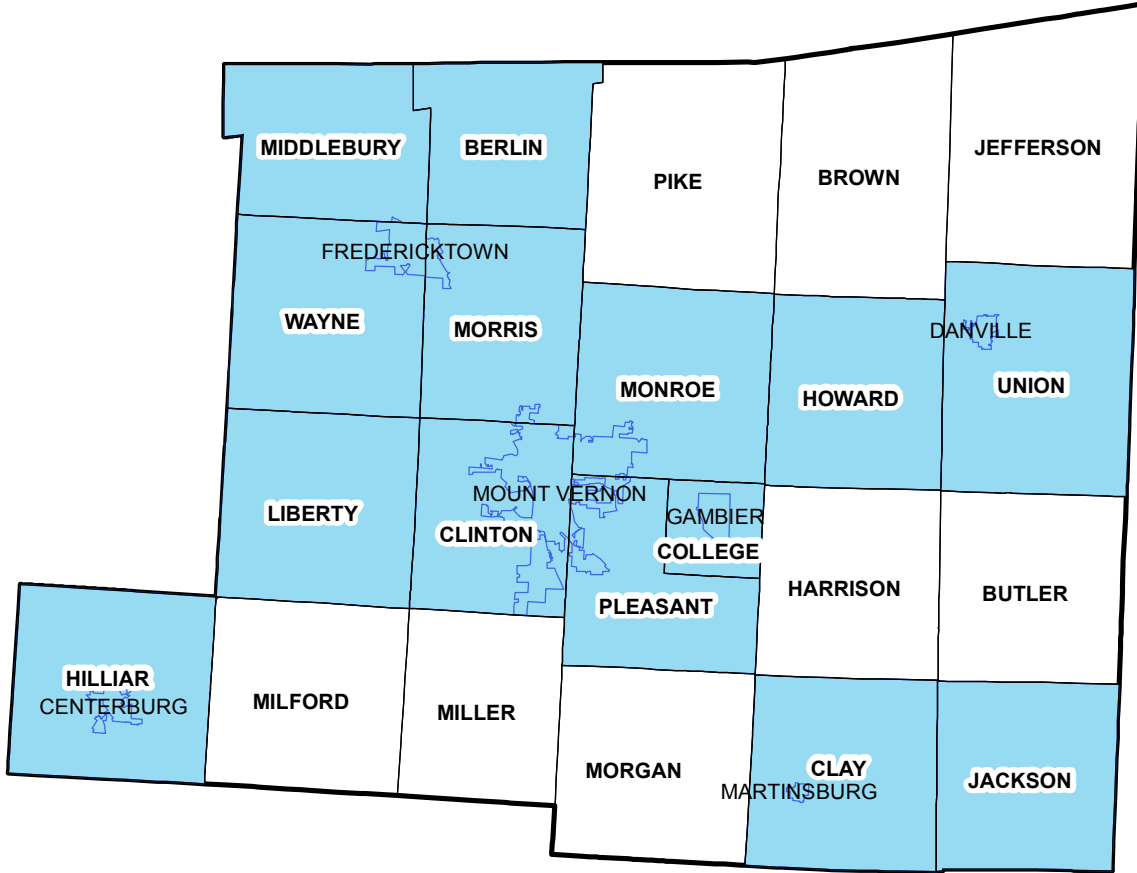 JEFFERSON
MIDDLEBURY
BERLIN
PIKE
BROWN
FREDERICKTOWN
WAYNE
MORRIS
DANVILLE
MONROE
HOWARD
UNION
MOUNT VERNON
LIBERTY
CLINTON
GAMBIER
COLLEGE
HARRISON
BUTLER
PLEASANT
HILLIAR
CENTERBURG
MILFORD
MILLER
MORGAN
CLAY
MARTINSBURG
JACKSON